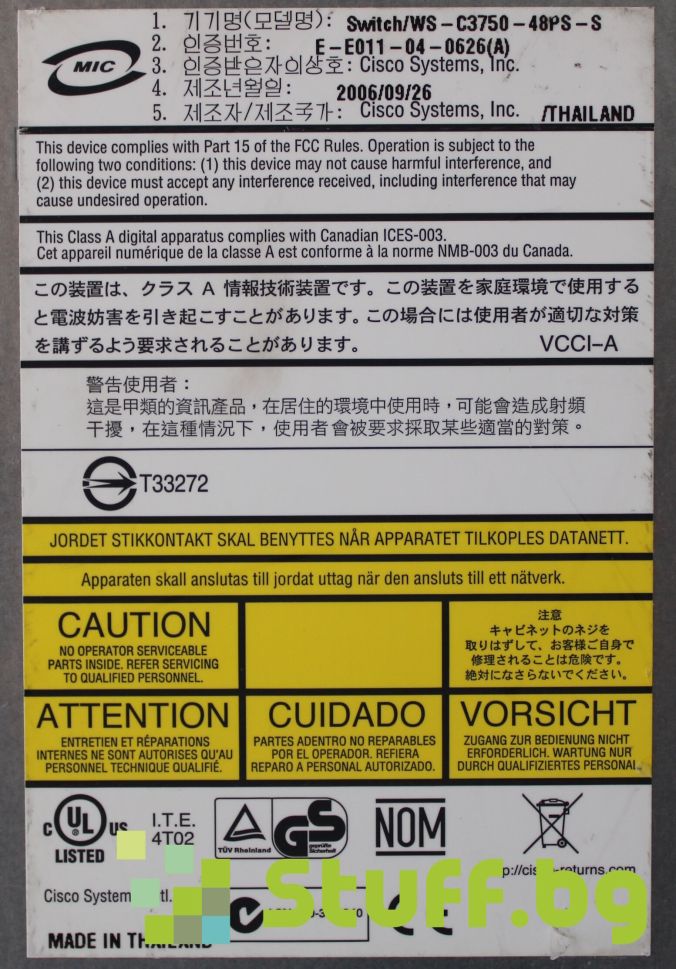 1. 기기명(모델명): Switch/WS-C3750-48PS-S
2. 인증번호: E-E011-04-0626(A)
MIC
3. 인증받은자의상호: Cisco Systems, Inc.
4. 제조년월일: 2006/09/26
5. 제조자/제조국가: Cisco Systems, Inc. /THAILAND
This device complies with Part 15 of the FCC Rules. Operation is subject to the
following two conditions: (1) this device may not cause harmful interference, and
(2) this device must accept any interference received, including interference that may
cause undesired operation.
This Class A digital apparatus complies with Canadian ICES-003.
Cet appareil numérique de la classe A est conforme à la norme NMB-003 du Canada.
この装置は、クラス A 情報技術装置です。この装置を家庭環境で使用する
と電波妨害を引き起こすことがあります。この場合には使用者が適切な対策
を講ずるよう要求されることがあります。 VCCI-A
警告使用者：
這是甲類的資訊產品，在居住的環境中使用時，可能會造成射頻
干擾，在這種情況下，使用者會被要求採取某些適當的對策。
T33272
JORDET STIKKONTAKT SKAL BENYTTES NÅR APPARATET TILKOPLES DATANETT.
Apparaten skall anslutas till jordat uttag när den ansluts till ett nätverk.
CAUTION
NO OPERATOR SERVICEABLE
PARTS INSIDE. REFER SERVICING
TO QUALIFIED PERSONNEL.
注意
キャビネットのネジを
取りはずして、お客様ご自身で
修理されることは危険です。
絶対になさらないでください。
ATTENTION
ENTRETIEN ET RÉPARATIONS
INTERNES NE SONT AUTORISES QU'AU
PERSONNEL TECHNIQUE QUALIFIÉ.
CUIDADO
PARTES ADENTRO NO REPARABLES
POR EL OPERADOR. REFIERA
REPARO A PERSONAL AUTORIZADO.
VORSICHT
ZUGANG ZUR BEDIENUNG NICHT
ERFORDERLICH. WARTUNG NUR
DURCH QUALIFIZIERTES PERSONAL.
C UL US
LISTED
I.T.E.
4T02
TÜV Rheinland
GS
geprüfte
Sicherheit
NOM
Cisco Systems
CE
MADE IN THAILAND
Stuff.bg